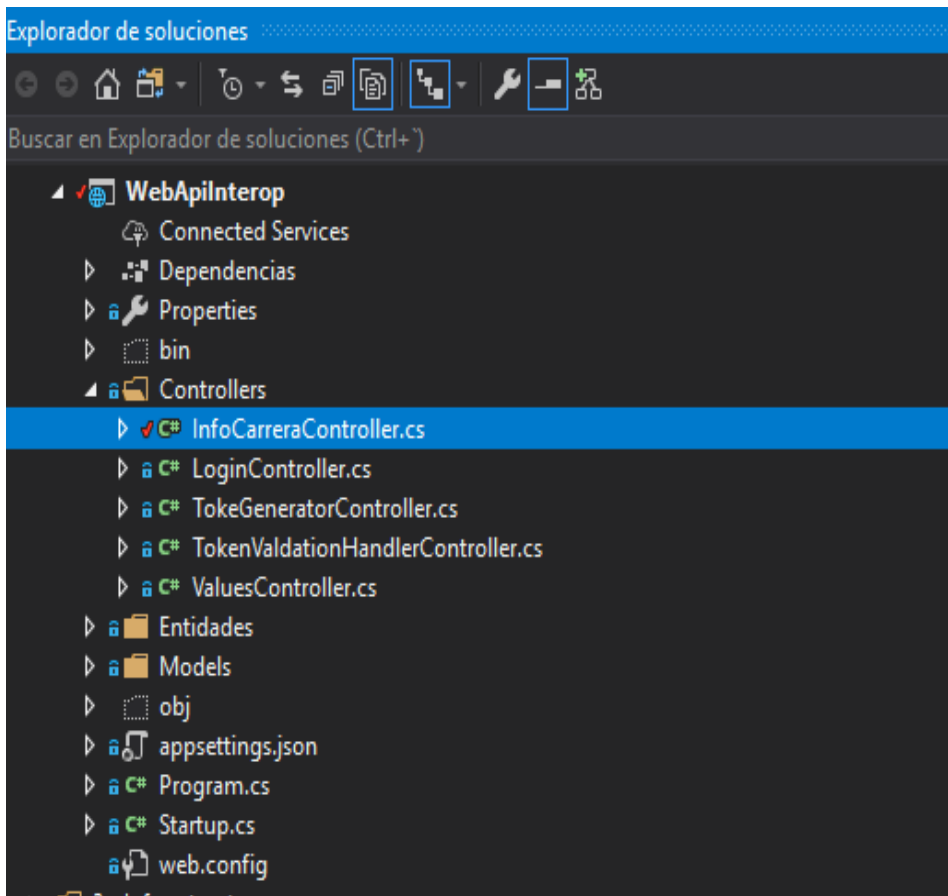 Explorador de soluciones
Buscar en Explorador de soluciones (Ctrl+`)
WebApiInterop
Connected Services
Dependencias
Properties
bin
Controllers
C# InfoCarreraController.cs
C# LoginController.cs
C# TokeGeneratorController.cs
C# TokenValdationHandlerController.cs
C# ValuesController.cs
Entidades
Models
obj
appsettings.json
C# Program.cs
C# Startup.cs
web.config